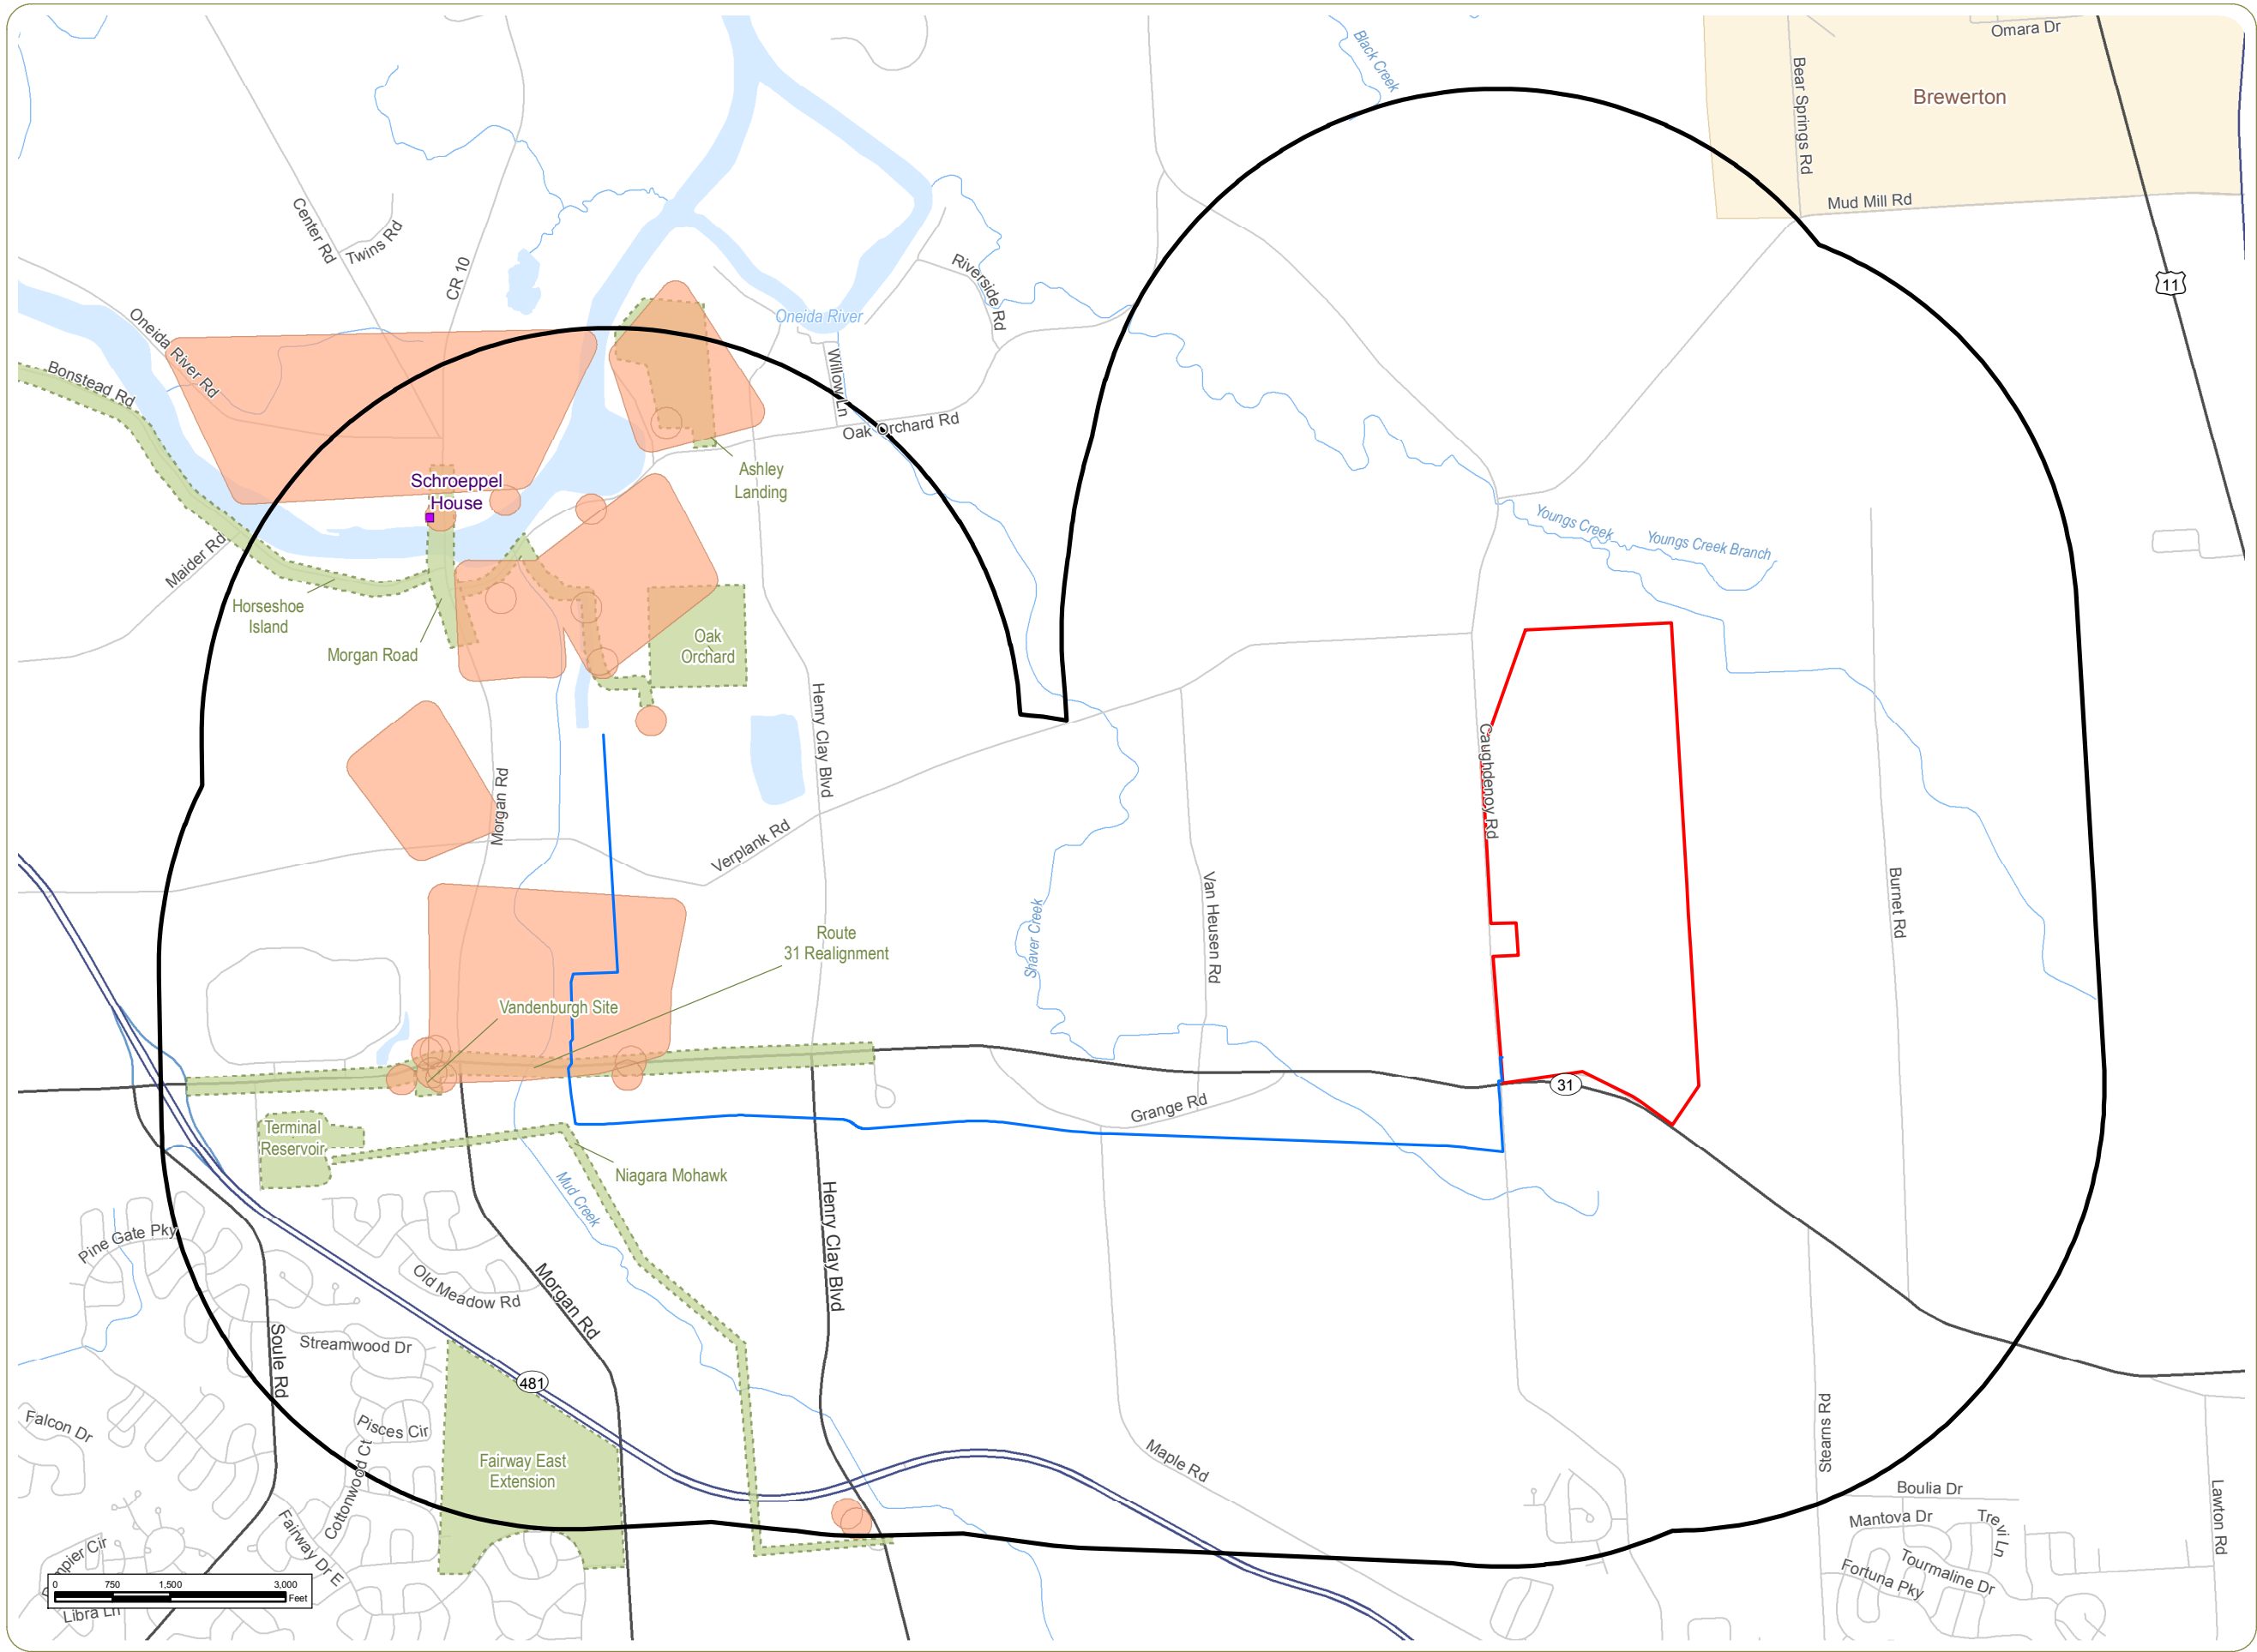 Omara Dr
Black Creek
Bear Springs Rd
Brewerton
Mud Mill Rd
Center Rd
Twins Rd
CR 10
Riverside Rd
11
Oneida River
Oneida River Rd
Bonstead Rd
Willow Ln
Oak Orchard Rd
Ashley
Landing
Schroeppel
House
Youngs Creek
Youngs Creek Branch
Maider Rd
Horseshoe
Island
Morgan Road
Oak
Orchard
Henry Clay Blvd
Morgan Rd
Caughdenoy Rd
Verplank Rd
Van Heusen Rd
Burnet Rd
Shaver Creek
Route
31 Realignment
Vandenburgh Site
31
Grange Rd
Terminal
Reservoir
Niagara Mohawk
Mud Creek
Henry Clay Blvd
Pine Gate Pky
Old Meadow Rd
Morgan Rd
Soule Rd
Streamwood Dr
481
Falcon Dr
Pisces Cir
Cottonwood Ct
Fairway East
Extension
Maple Rd
Stearns Rd
Boulia Dr
Mantova Dr
Trevi Ln
Lawton Rd
Tourmaline Dr
Fortuna Pky
Fairway Dr E
Cir
0 750 1,500 3,000
Feet
Libra Ln